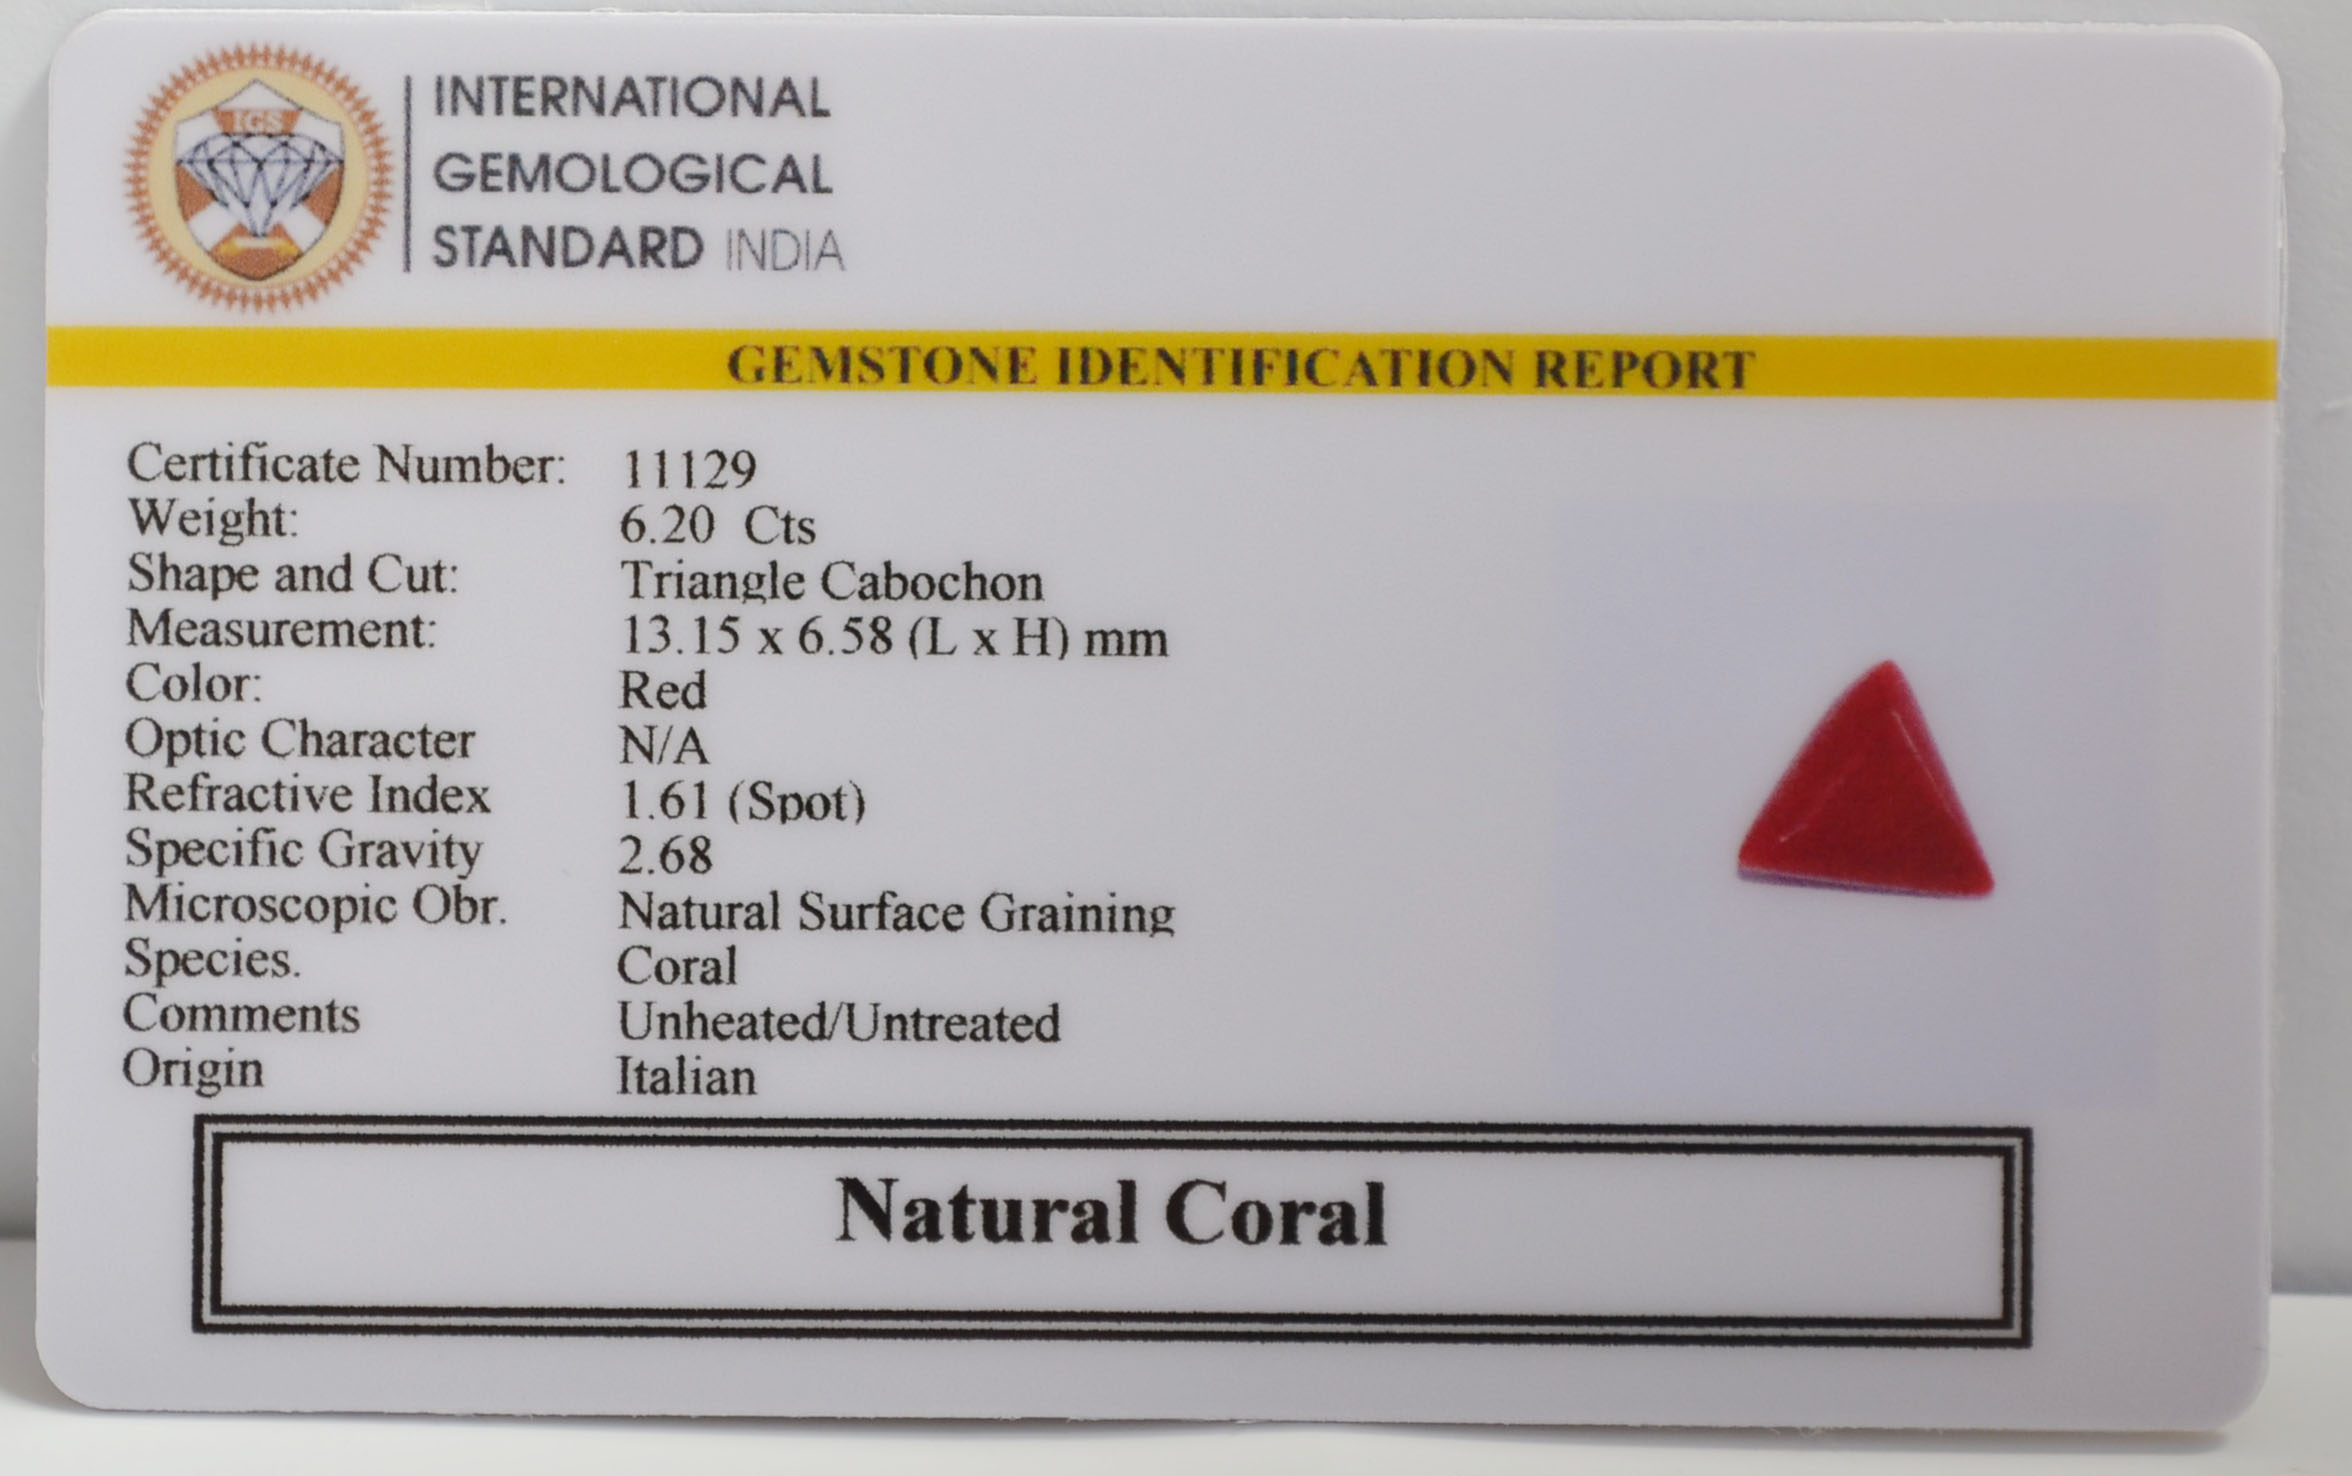 IGS
INTERNATIONAL
GEMOLOGICAL
STANDARD INDIA
GEMSTONE IDENTIFICATION REPORT
Certificate Number: 11129
Weight: 6.20 Cts
Shape and Cut: Triangle Cabochon
Measurement: 13.15 x 6.58 (L x H) mm
Color: Red
Optic Character N/A
Refractive Index 1.61 (Spot)
Specific Gravity 2.68
Microscopic Obr. Natural Surface Graining
Species. Coral
Comments Unheated/Untreated
Origin Italian
Natural Coral